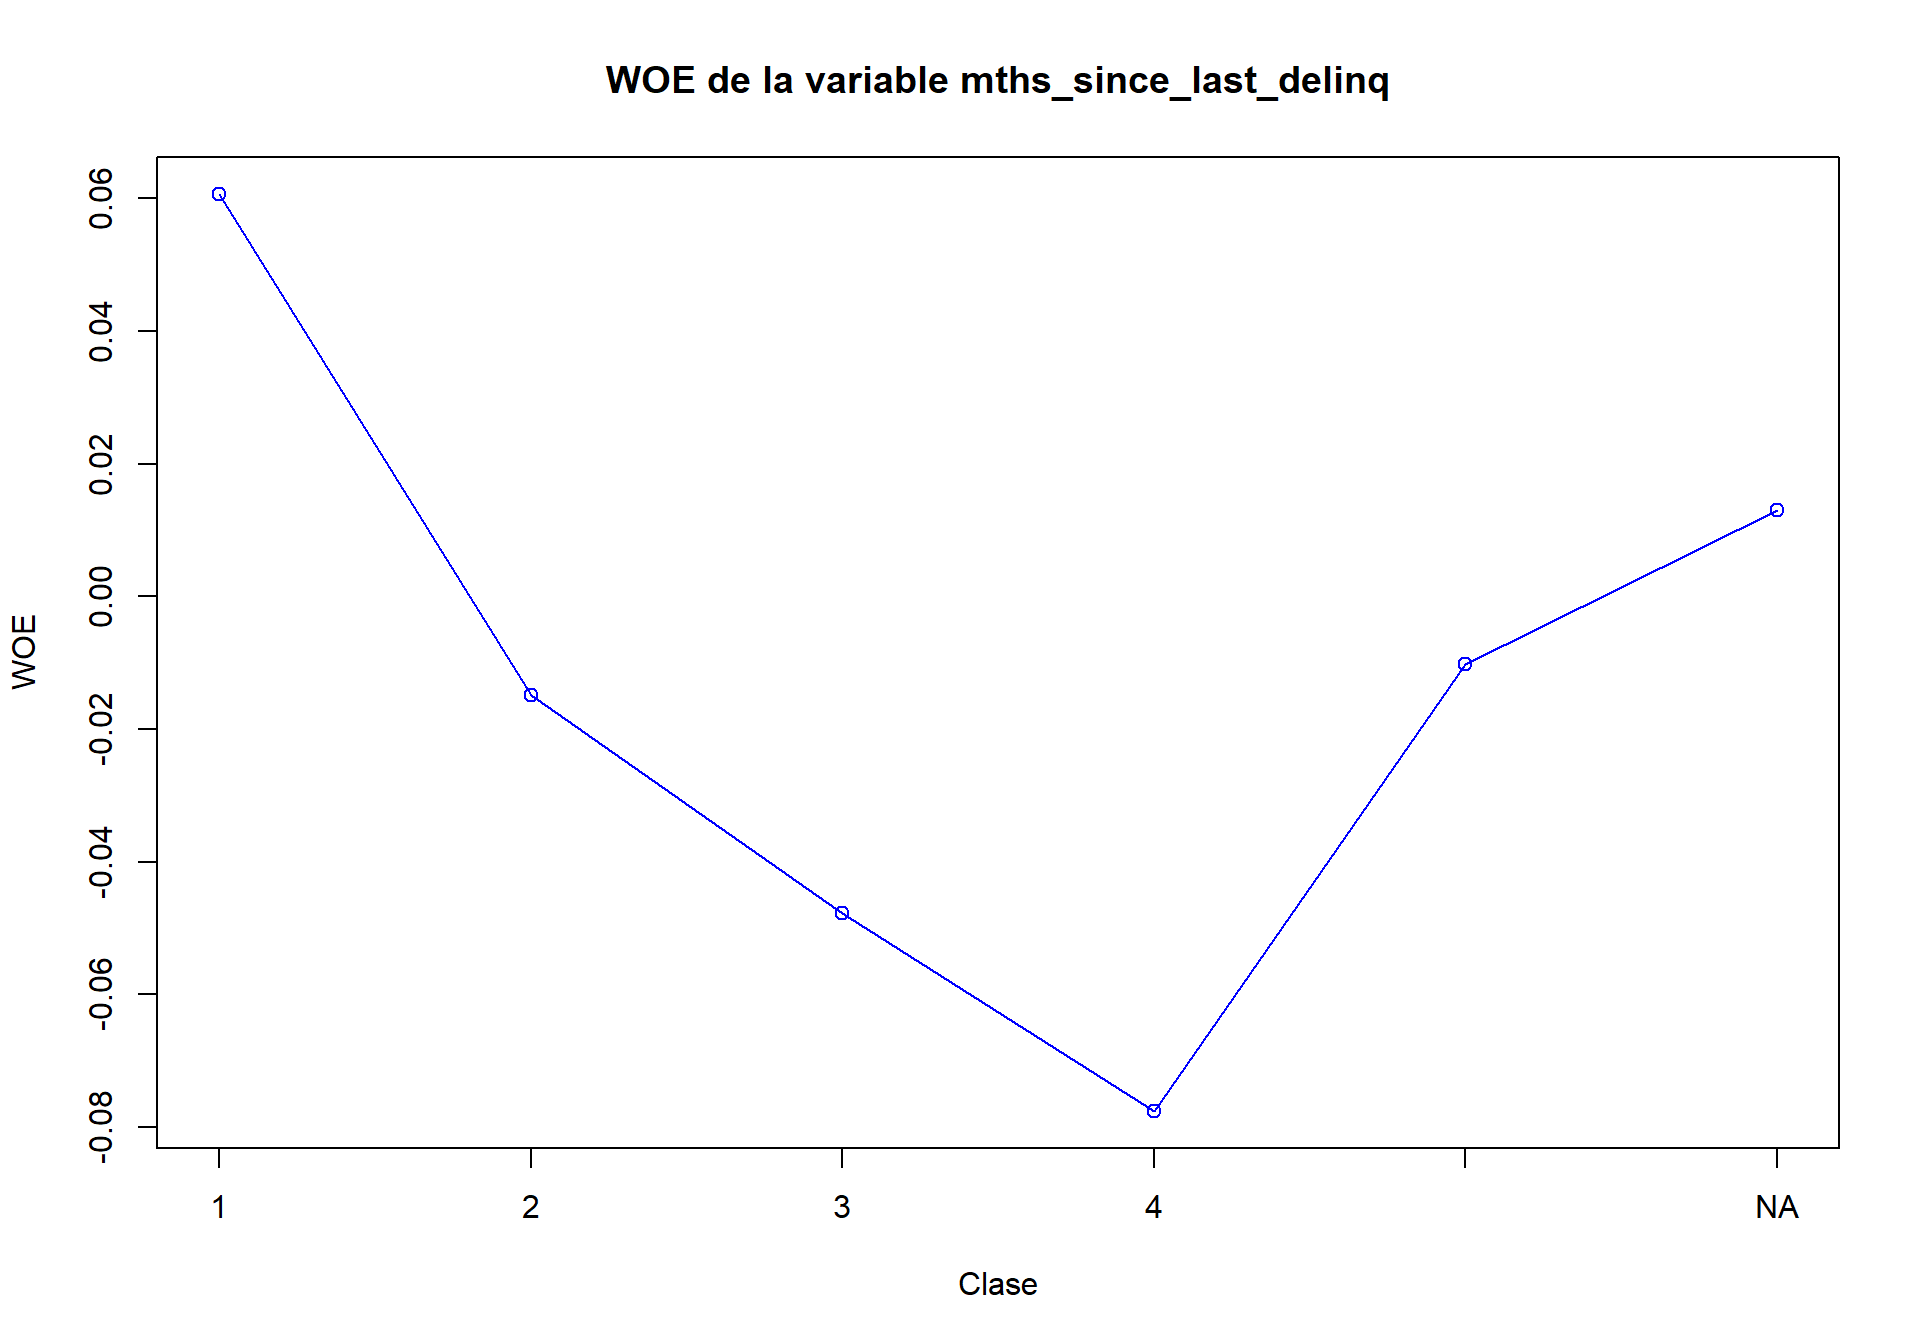 WOE de la variable mths_since_last_delinq
0.06
0.04
0.02
0.00
-0.02
-0.04
-0.06
-0.08
WOE
1 2 3 4 NA
Clase